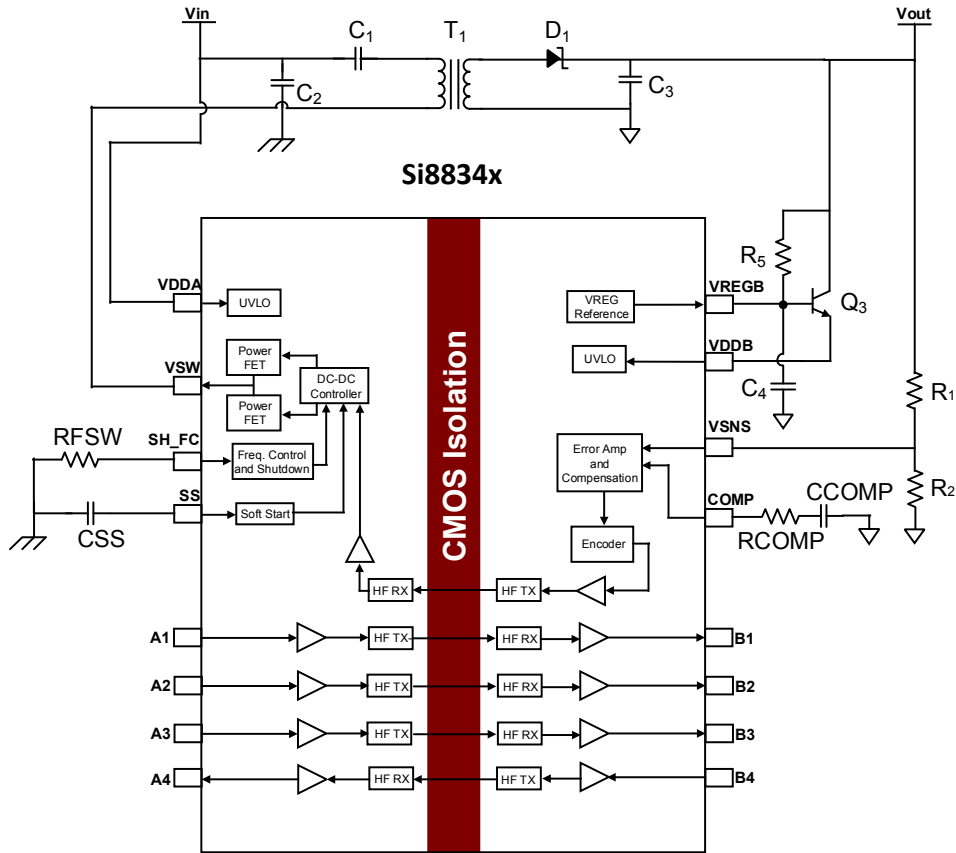 Vin
Vout
C1
T1
D1
C2
C3
Si8834x
R5
VDDA
UVLO
VREG
Reference
VREGB
Q3
Power
FET
VDDB
UVLO
VSW
DC-DC
Controller
C4
Power
FET
R1
RFSW
SH_FC
Freq. Control
and Shutdown
Error Amp
and
Compensation
VSNS
SS
Soft Start
COMP
CCOMP
R2
CSS
RCOMP
Encoder
CMOS Isolation
HF RX
HF TX
A1
HF TX
HF RX
B1
A2
HF TX
HF RX
B2
A3
HF TX
HF RX
B3
A4
HF RX
HF TX
B4